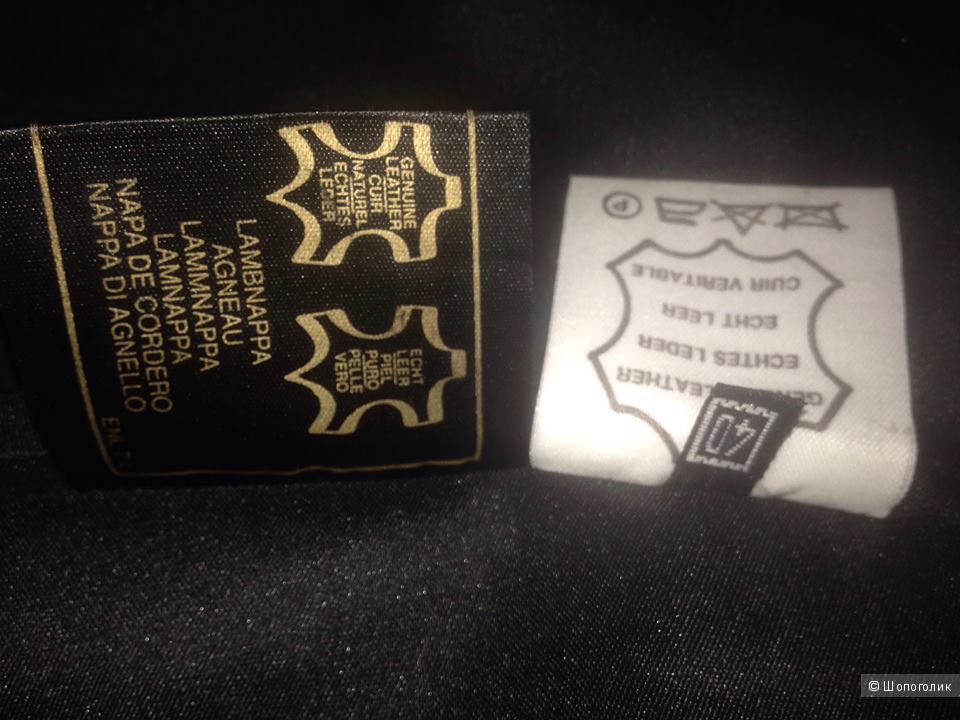 GENUINE
LEATHER
CUIR
NATUREL
ECHTES
LEDER
ECHT
LEER
PIEL
PURO
PELLE
VERO
LAMBNAPPA
AGNEAU
LAMMNAPPA
LAMNAPPA
NAPA DE CORDERO
NAPPA DI AGNELLO
40
LEATHER
ECHTES LEDER
ECHT LEER
CUIR VERITABLE
P
© Шопоголик